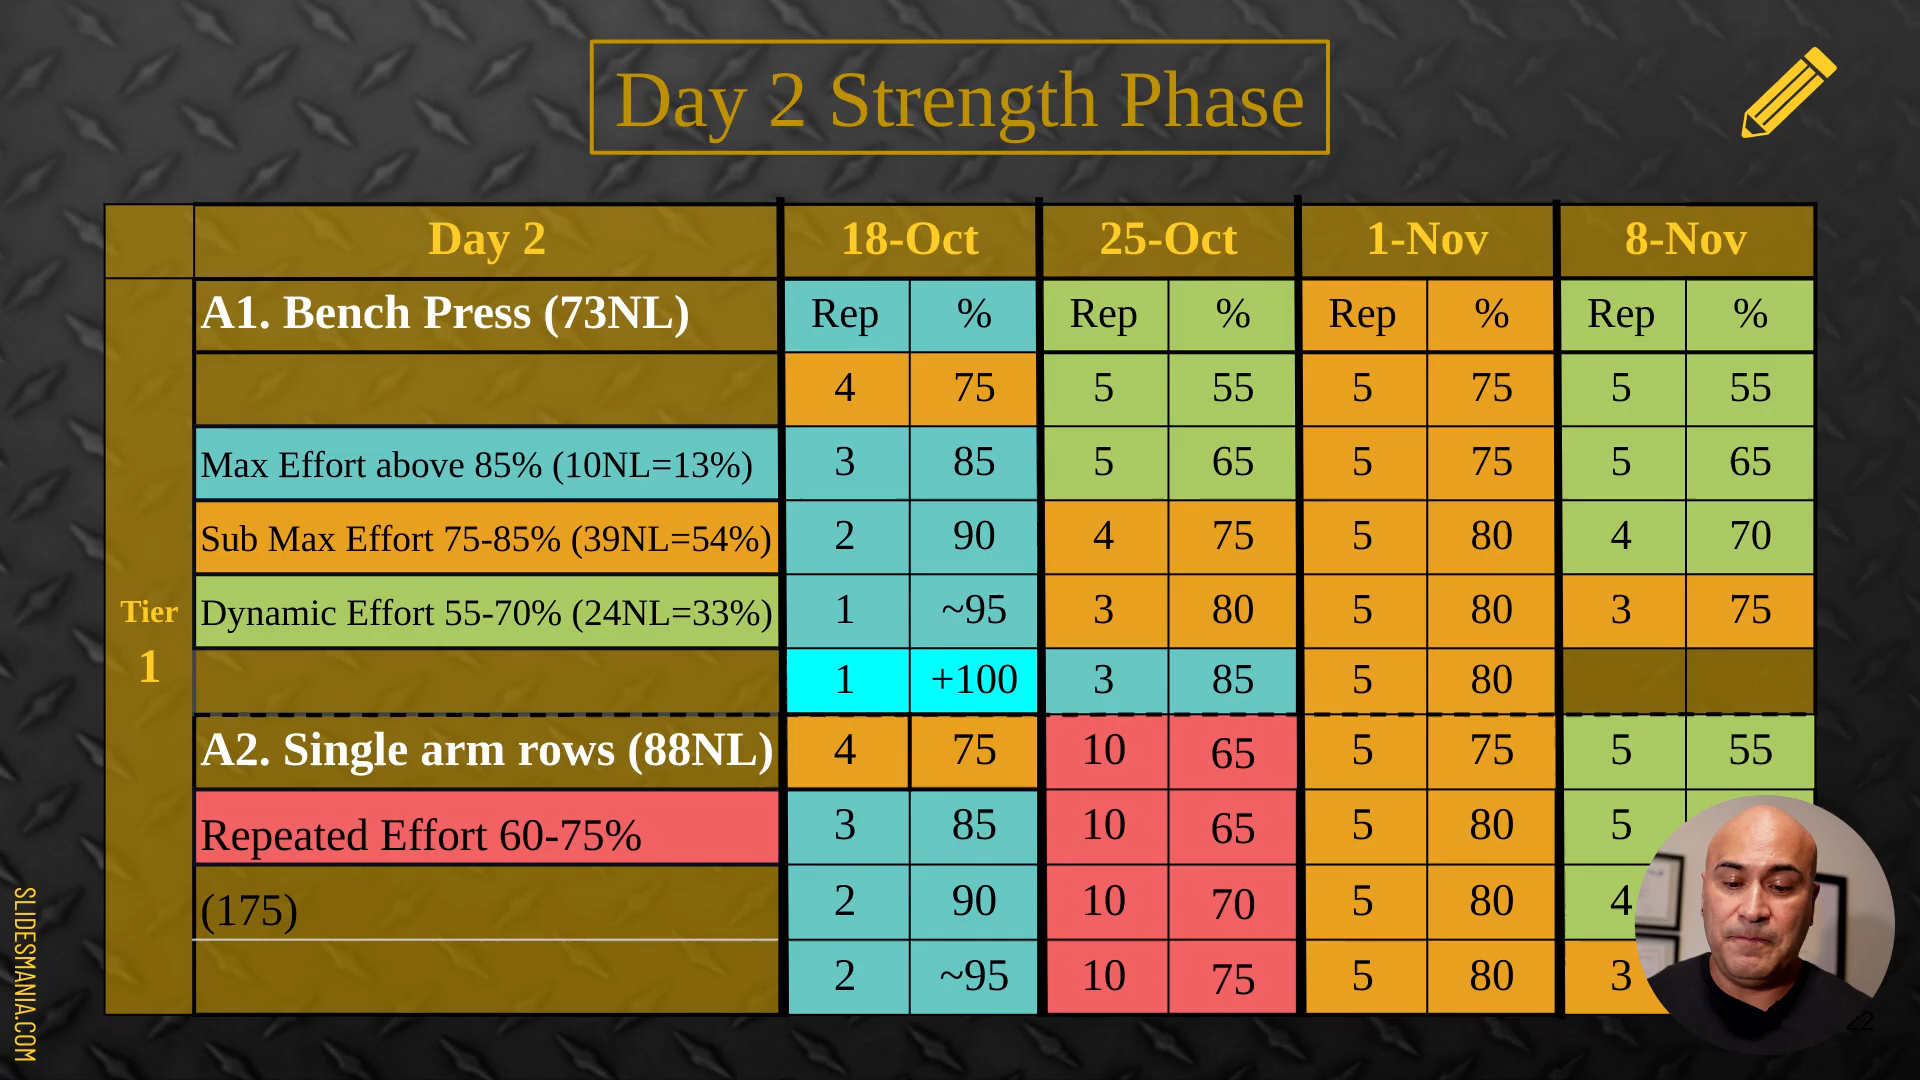 Day 2 Strength Phase
Day 2 18-Oct 25-Oct 1-Nov 8-Nov
A1. Bench Press (73NL) Rep % Rep % Rep % Rep %
4 75 5 55 5 75 5 55
Max Effort above 85% (10NL=13%) 3 85 5 65 5 75 5 65
Sub Max Effort 75-85% (39NL=54%) 2 90 4 75 5 80 4 70
Tier
1
Dynamic Effort 55-70% (24NL=33%) 1 ~95 3 80 5 80 3 75
1 +100 3 85 5 80
A2. Single arm rows (88NL) 4 75 10 65 5 75 5 55
Repeated Effort 60-75% 3 85 10 65 5 80 5
(175) 2 90 10 70 5 80 4
2 ~95 10 75 5 80 3
SLIDESMANIA.COM
22